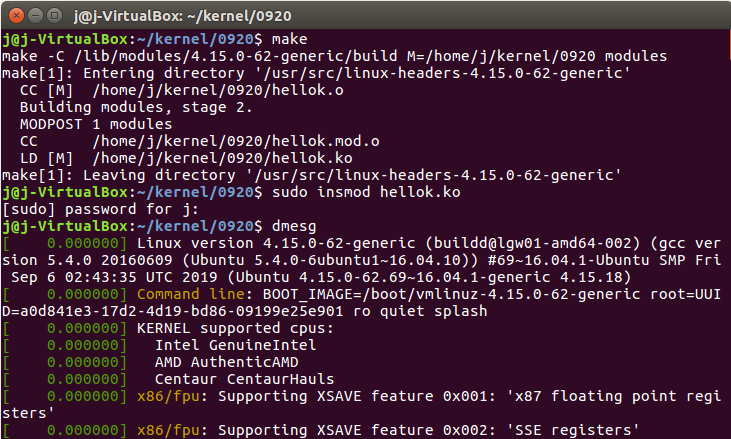 j@j-VirtualBox: ~/kernel/0920
j@j-VirtualBox:~/kernel/0920$ make
make -C /lib/modules/4.15.0-62-generic/build M=/home/j/kernel/0920 modules
make[1]: Entering directory '/usr/src/linux-headers-4.15.0-62-generic'
  CC [M]  /home/j/kernel/0920/hellok.o
  Building modules, stage 2.
  MODPOST 1 modules
  CC      /home/j/kernel/0920/hellok.mod.o
  LD [M]  /home/j/kernel/0920/hellok.ko
make[1]: Leaving directory '/usr/src/linux-headers-4.15.0-62-generic'
j@j-VirtualBox:~/kernel/0920$ sudo insmod hellok.ko
[sudo] password for j:
j@j-VirtualBox:~/kernel/0920$ dmesg
[    0.000000] Linux version 4.15.0-62-generic (buildd@lgw01-amd64-002) (gcc ver
sion 5.4.0 20160609 (Ubuntu 5.4.0-6ubuntu1~16.04.10)) #69~16.04.1-Ubuntu SMP Fri
 Sep 6 02:43:35 UTC 2019 (Ubuntu 4.15.0-62.69~16.04.1-generic 4.15.18)
[    0.000000] Command line: BOOT_IMAGE=/boot/vmlinuz-4.15.0-62-generic root=UUI
D=a0d841e3-17d2-4d19-bd86-09199e25e901 ro quiet splash
[    0.000000] KERNEL supported cpus:
[    0.000000]   Intel GenuineIntel
[    0.000000]   AMD AuthenticAMD
[    0.000000]   Centaur CentaurHauls
[    0.000000] x86/fpu: Supporting XSAVE feature 0x001: 'x87 floating point regi
sters'
[    0.000000] x86/fpu: Supporting XSAVE feature 0x002: 'SSE registers'